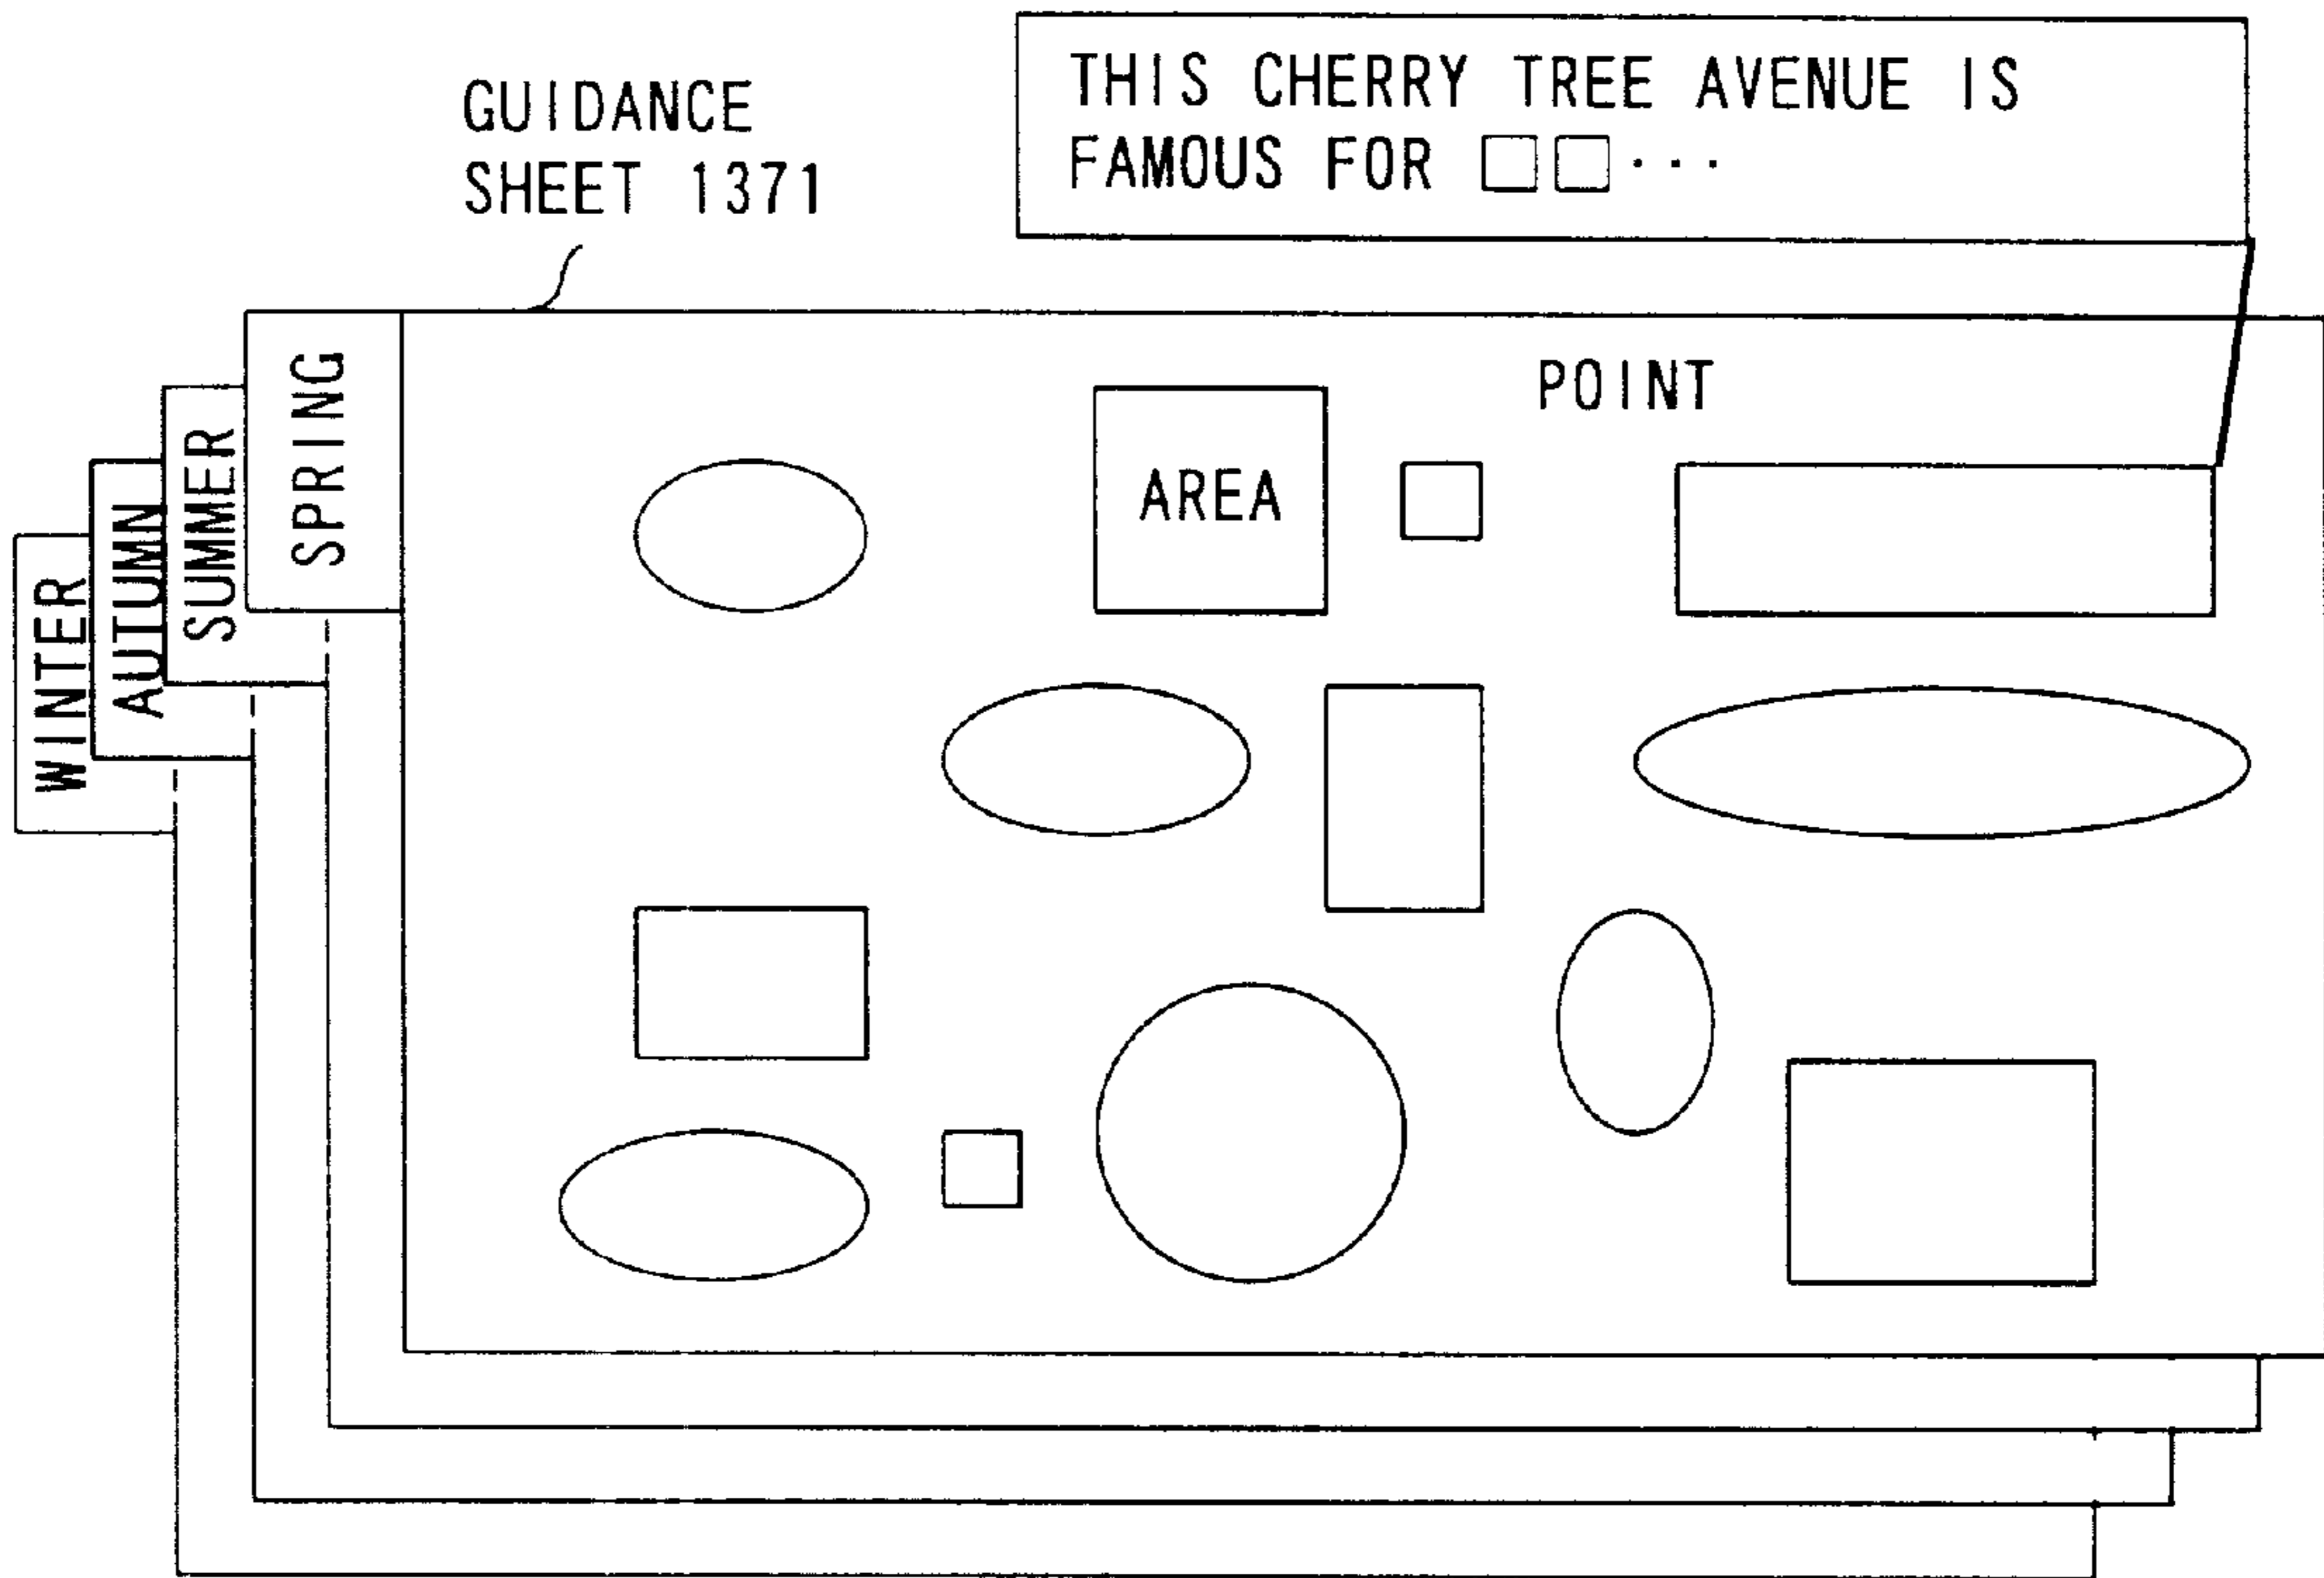 THIS CHERRY TREE AVENUE IS
FAMOUS FOR □□···
GUIDANCE
SHEET 1371
SPRING
SUMMER
AUTUMN
WINTER
POINT
AREA